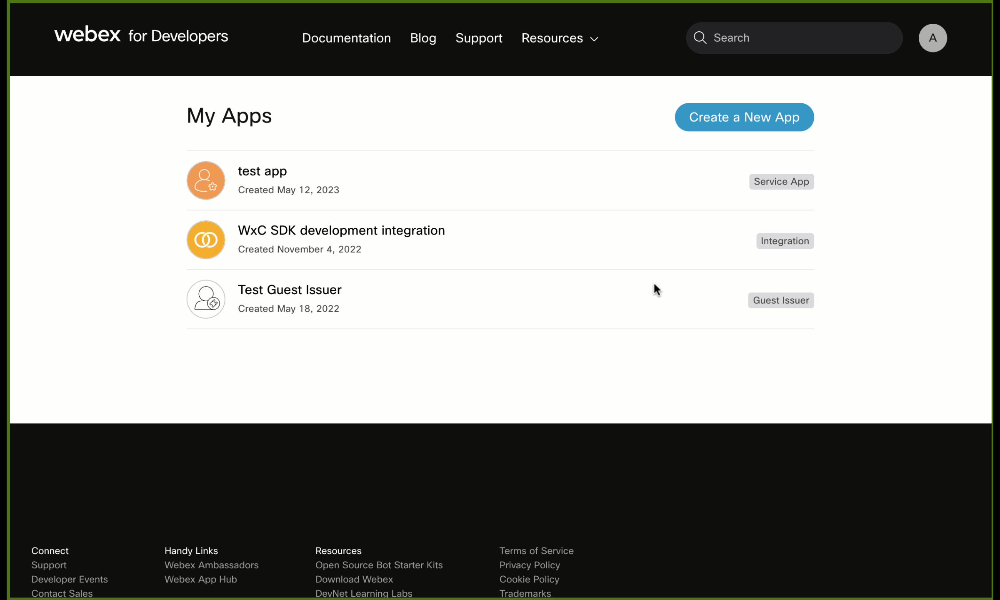 webex for Developers
Documentation Blog Support Resources
Search
A
My Apps
Create a New App
test app
Created May 12, 2023
Service App
WxC SDK development integration
Created November 4, 2022
Integration
Test Guest Issuer
Created May 18, 2022
Guest Issuer
Connect
Support
Developer Events
Contact Sales
Handy Links
Webex Ambassadors
Webex App Hub
Resources
Open Source Bot Starter Kits
Download Webex
DevNet Learning Labs
Terms of Service
Privacy Policy
Cookie Policy
Trademarks